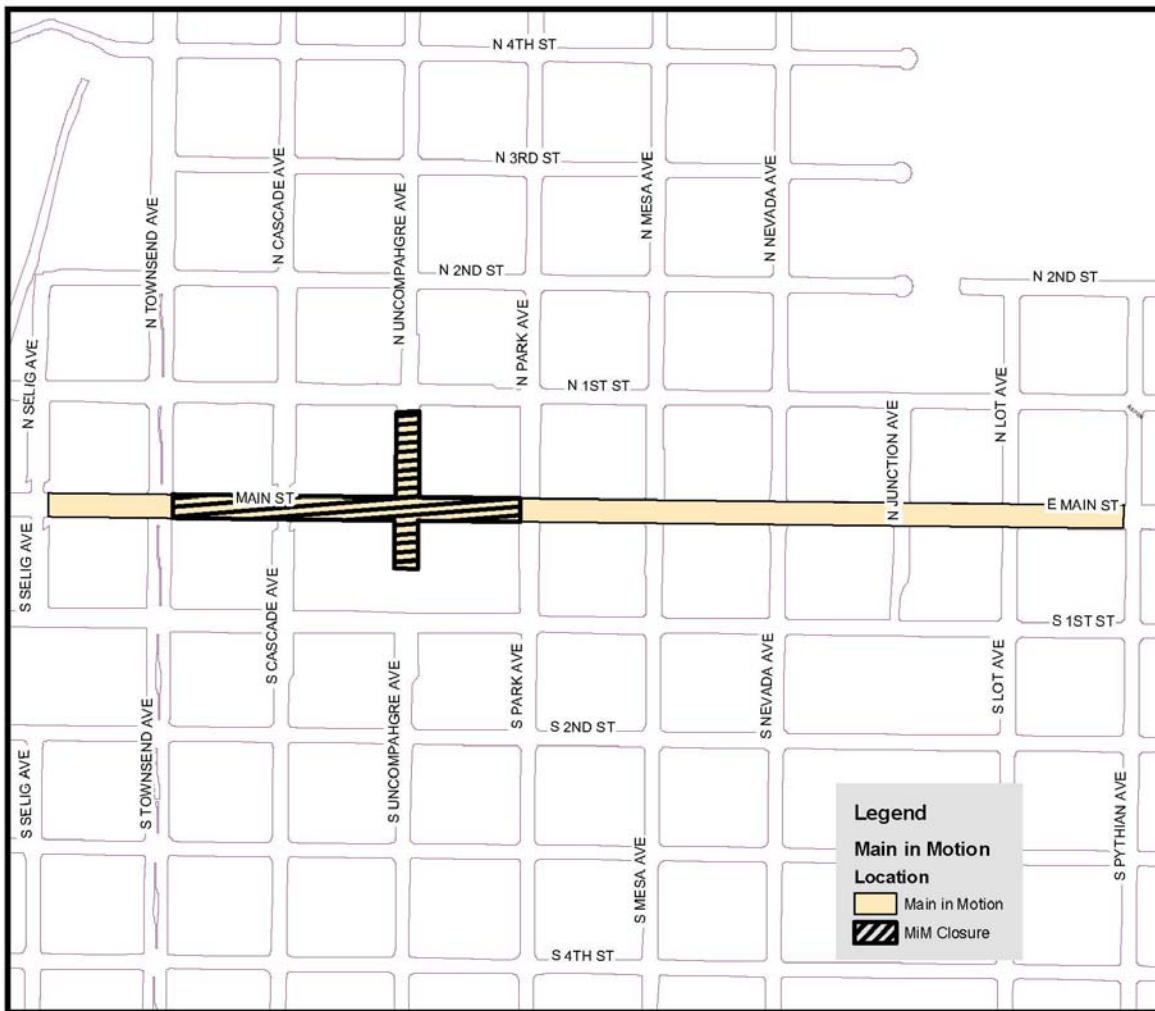 N 4TH ST
N 3RD ST
N CASCADE AVE
N MESA AVE
N NEVADA AVE
N TOWNSEND AVE
N UNCOMPAHGRE AVE
N 2ND ST
N 2ND ST
N SELIG AVE
N PARK AVE
N 1ST ST
N JUNCTION AVE
N LOT AVE
MAIN ST
E MAIN ST
S SELIG AVE
S CASCADE AVE
S 1ST ST
S UNCOMPAHGRE AVE
S PARK AVE
S NEVADA AVE
S LOT AVE
S TOWNSEND AVE
S 2ND ST
S SELIG AVE
S PYTHIAN AVE
S MESA AVE
S 4TH ST
Legend
Main in Motion
Location
Main in Motion
MiM Closure